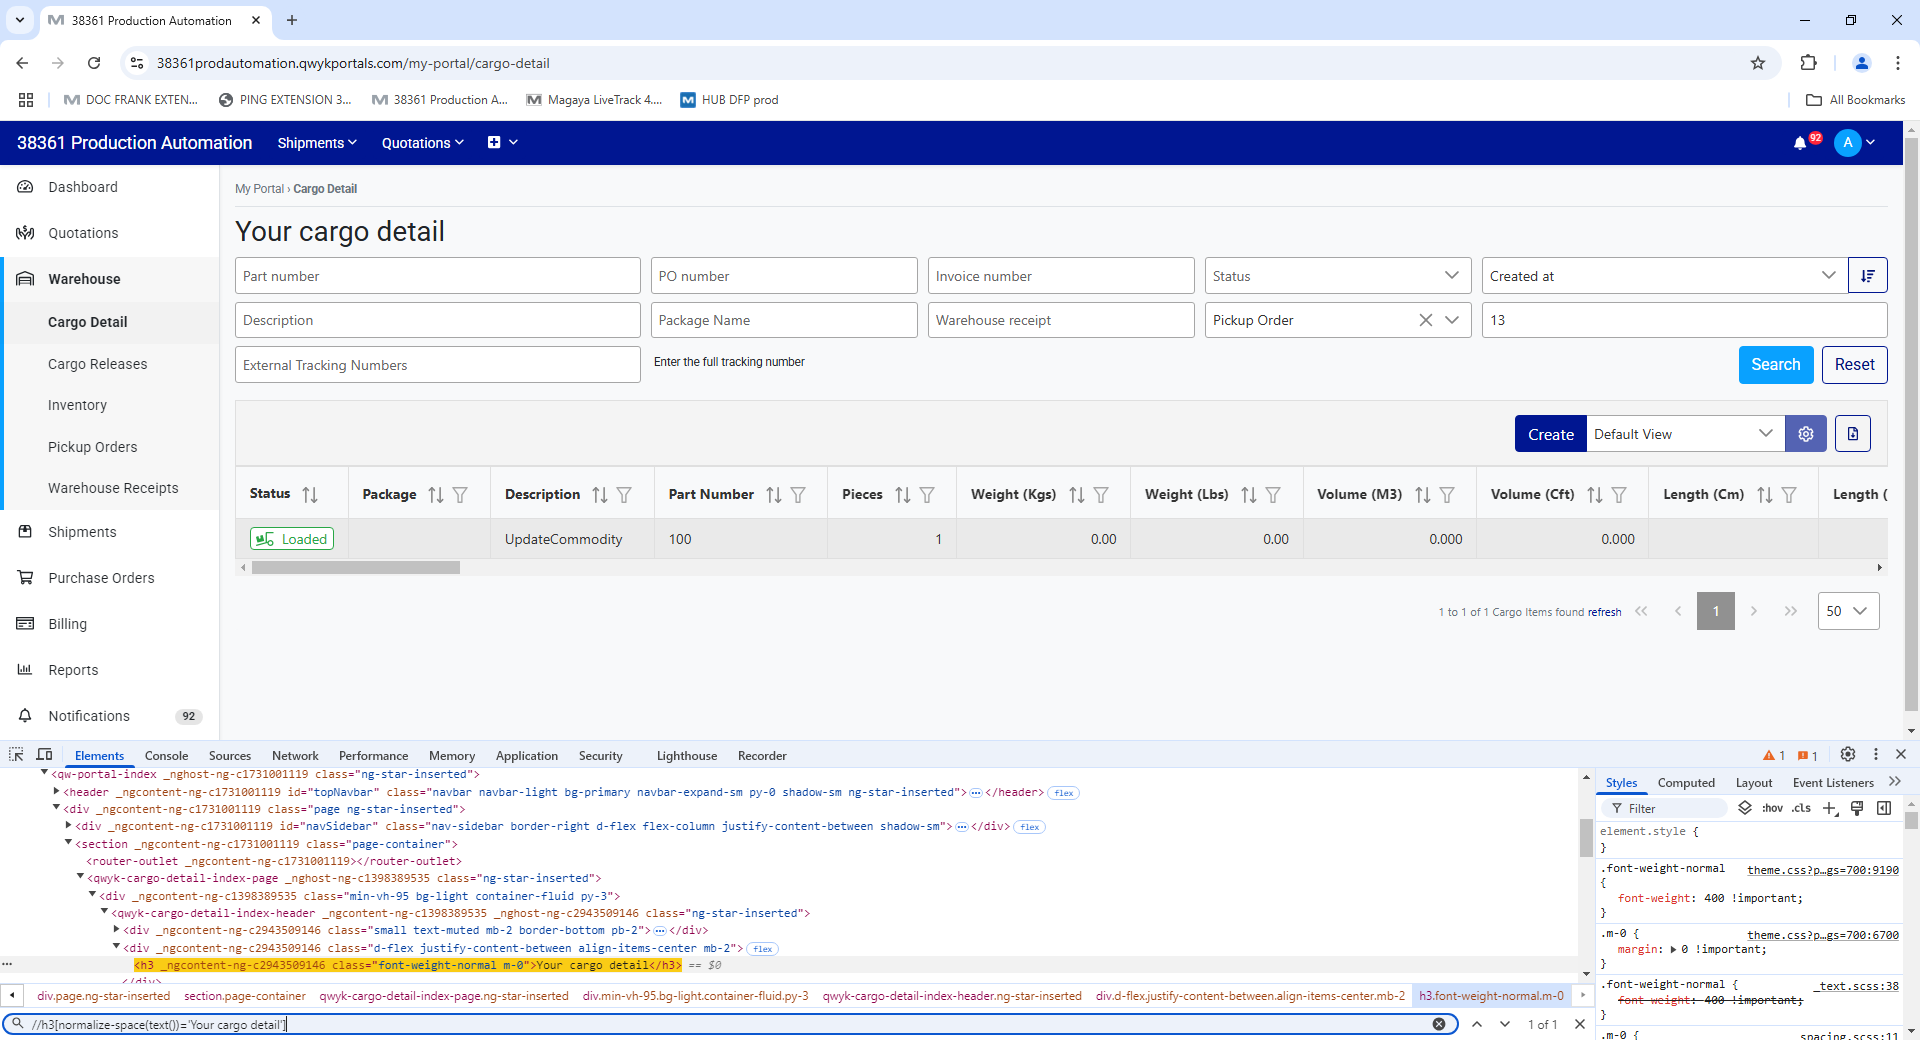 38361 Production Automation
38361prodautomation.qwykportals.com/my-portal/cargo-detail
DOC FRANK EXTEN... PING EXTENSION 3... 38361 Production A... Magaya LiveTrack 4.... HUB DFP prod All Bookmarks
38361 Production Automation Shipments Quotations 92 A
Dashboard
Quotations
Warehouse
Cargo Detail
Cargo Releases
Inventory
Pickup Orders
Warehouse Receipts
Shipments
Purchase Orders
Billing
Reports
Notifications 92
My Portal › Cargo Detail
Your cargo detail
Part number PO number Invoice number Status Created at
Description Package Name Warehouse receipt Pickup Order 13
External Tracking Numbers Enter the full tracking number Search Reset
Create Default View
Status Package Description Part Number Pieces Weight (Kgs) Weight (Lbs) Volume (M3) Volume (Cft) Length (Cm) Length (
Loaded UpdateCommodity 100 1 0.00 0.00 0.000 0.000
1 to 1 of 1 Cargo Items found refresh 1 50
Elements Console Sources Network Performance Memory Application Security Lighthouse Recorder 1 1
<qw-portal-index _nghost-ng-c1731001119 class="ng-star-inserted">
<header _ngcontent-ng-c1731001119 id="topNavbar" class="navbar navbar-light bg-primary navbar-expand-sm py-0 shadow-sm ng-star-inserted"> … </header> flex
<div _ngcontent-ng-c1731001119 class="page ng-star-inserted">
<div _ngcontent-ng-c1731001119 id="navSidebar" class="nav-sidebar border-right d-flex flex-column justify-content-between shadow-sm"> … </div> flex
<section _ngcontent-ng-c1731001119 class="page-container">
<router-outlet _ngcontent-ng-c1731001119></router-outlet>
<qwyk-cargo-detail-index-page _nghost-ng-c1398389535 class="ng-star-inserted">
<div _ngcontent-ng-c1398389535 class="min-vh-95 bg-light container-fluid py-3">
<qwyk-cargo-detail-index-header _ngcontent-ng-c1398389535 _nghost-ng-c2943509146 class="ng-star-inserted">
<div _ngcontent-ng-c2943509146 class="small text-muted mb-2 border-bottom pb-2"> … </div>
<div _ngcontent-ng-c2943509146 class="d-flex justify-content-between align-items-center mb-2"> flex
<h3 _ngcontent-ng-c2943509146 class="font-weight-normal m-0">Your cargo detail</h3> == $0
</div>
div.page.ng-star-inserted section.page-container qwyk-cargo-detail-index-page.ng-star-inserted div.min-vh-95.bg-light.container-fluid.py-3 qwyk-cargo-detail-index-header.ng-star-inserted div.d-flex.justify-content-between.align-items-center.mb-2 h3.font-weight-normal.m-0
//h3[normalize-space(text())='Your cargo detail'] 1 of 1
Styles Computed Layout Event Listeners
Filter :hov .cls
element.style {
}
.font-weight-normal theme.css?p…gs=700:9190
{
font-weight: 400 !important;
}
.m-0 { theme.css?p…gs=700:6700
margin: 0 !important;
}
.font-weight-normal { _text.scss:38
font-weight: 400 !important;
}
.m-0 { spacing.scss:11